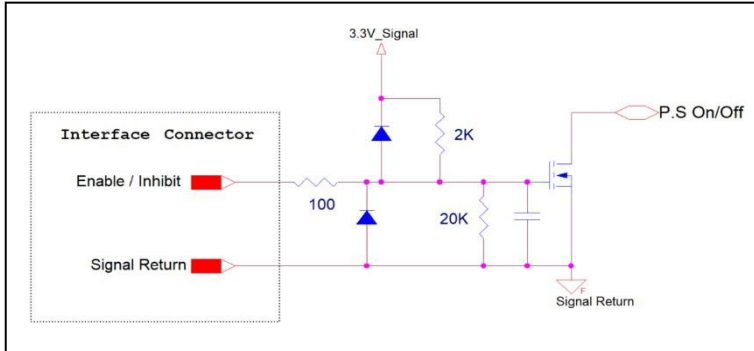 3.3V_Signal
P.S On/Off
Interface Connector
2K
Enable / Inhibit
100
20K
Signal Return
F
Signal Return